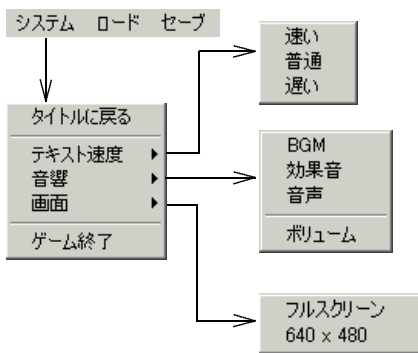 システム ロード セーブ
タイトルに戻る
テキスト速度
音響
画面
ゲーム終了
速い
普通
遅い
BGM
効果音
音声
ボリューム
フルスクリーン
640 x 480